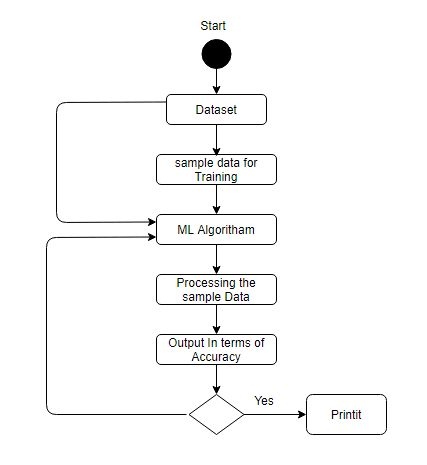 Start
Dataset
sample data for
Training
ML Algoritham
Processing the
sample Data
Output In terms of
Accuracy
Yes
Printit